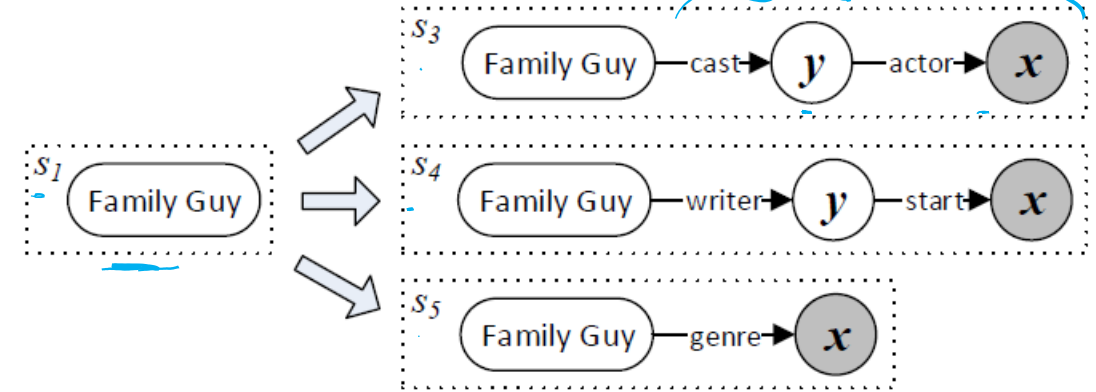 s3 Family Guy cast y actor x
s1 Family Guy
s4 Family Guy writer y start x
s5 Family Guy genre x